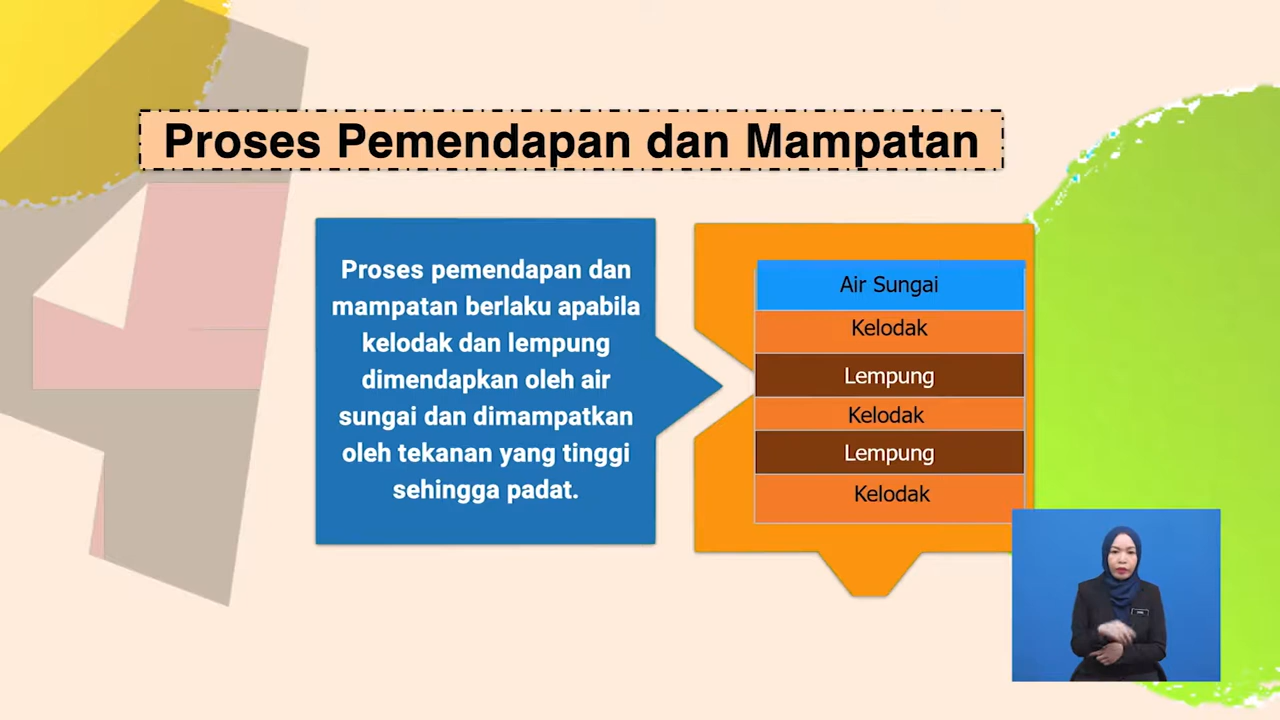 Proses Pemendapan dan Mampatan
Proses pemendapan dan
mampatan berlaku apabila
kelodak dan lempung
dimendapkan oleh air
sungai dan dimampatkan
oleh tekanan yang tinggi
sehingga padat.
Air Sungai
Kelodak
Lempung
Kelodak
Lempung
Kelodak